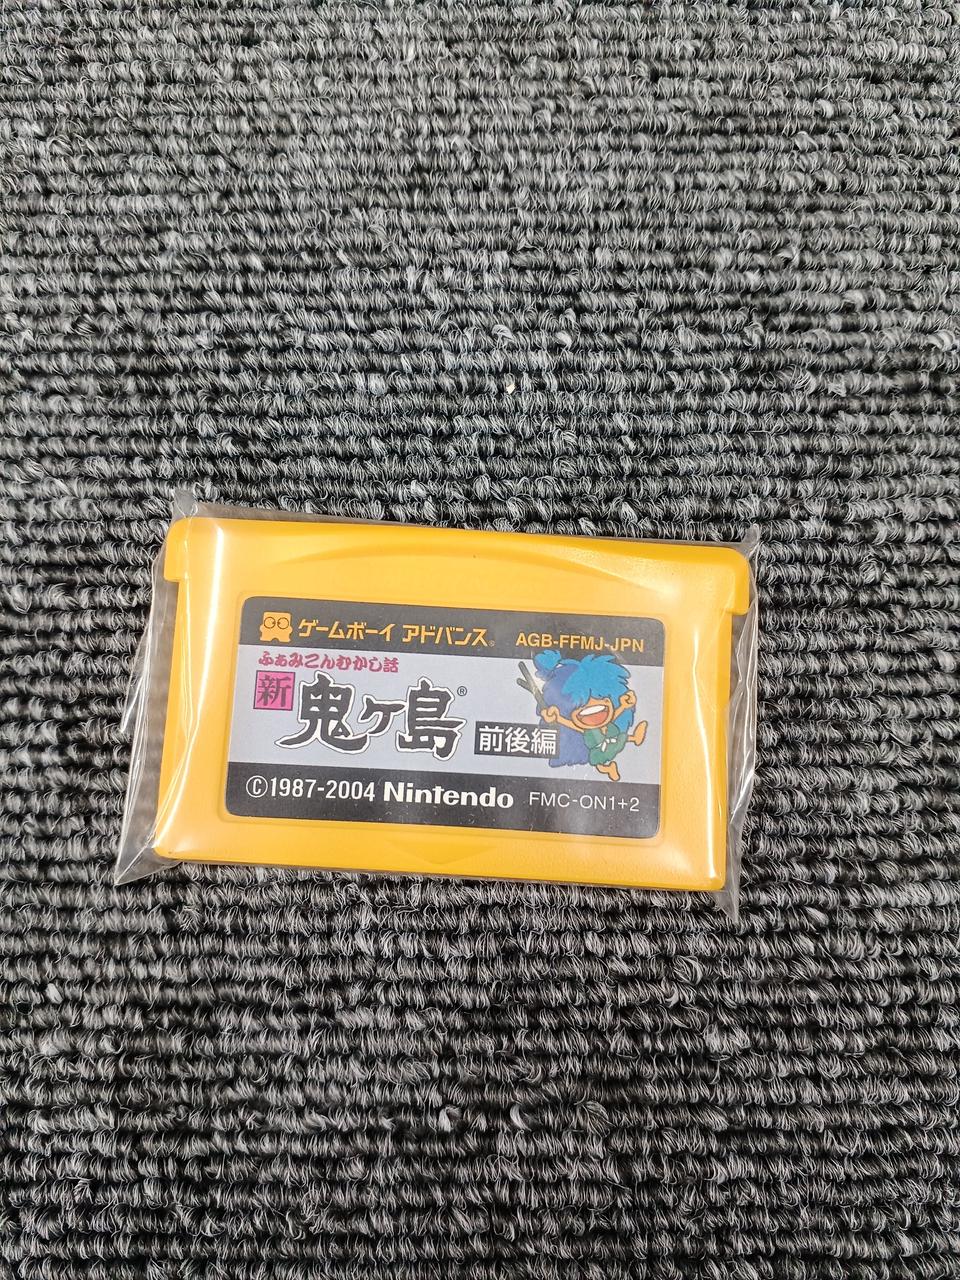 ゲームボーイ アドバンス® AGB-FFMJ-JPN
ふぁみこんむかし話
新 鬼ヶ島® 前後編
©1987-2004 Nintendo FMC-ON1+2